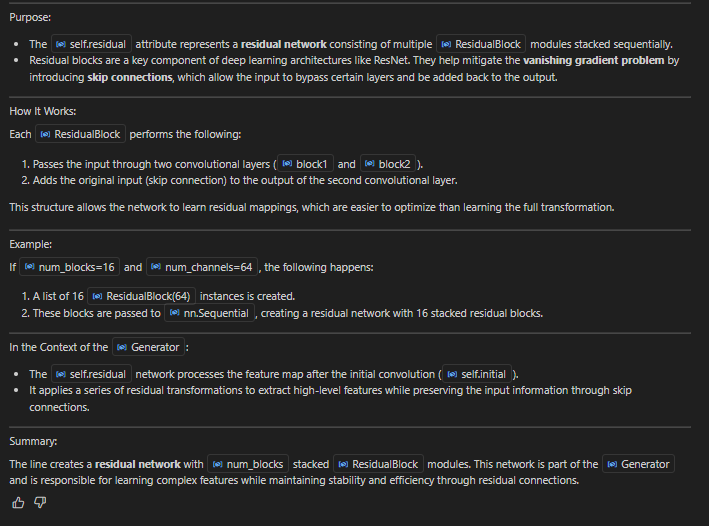 Purpose:
• The self.residual attribute represents a residual network consisting of multiple ResidualBlock modules stacked sequentially.
• Residual blocks are a key component of deep learning architectures like ResNet. They help mitigate the vanishing gradient problem by
introducing skip connections, which allow the input to bypass certain layers and be added back to the output.
How It Works:
Each ResidualBlock performs the following:
1. Passes the input through two convolutional layers ( block1 and block2 ).
2. Adds the original input (skip connection) to the output of the second convolutional layer.
This structure allows the network to learn residual mappings, which are easier to optimize than learning the full transformation.
Example:
If num_blocks=16 and num_channels=64 , the following happens:
1. A list of 16 ResidualBlock(64) instances is created.
2. These blocks are passed to nn.Sequential , creating a residual network with 16 stacked residual blocks.
In the Context of the Generator :
• The self.residual network processes the feature map after the initial convolution ( self.initial ).
• It applies a series of residual transformations to extract high-level features while preserving the input information through skip
connections.
Summary:
The line creates a residual network with num_blocks stacked ResidualBlock modules. This network is part of the Generator
and is responsible for learning complex features while maintaining stability and efficiency through residual connections.